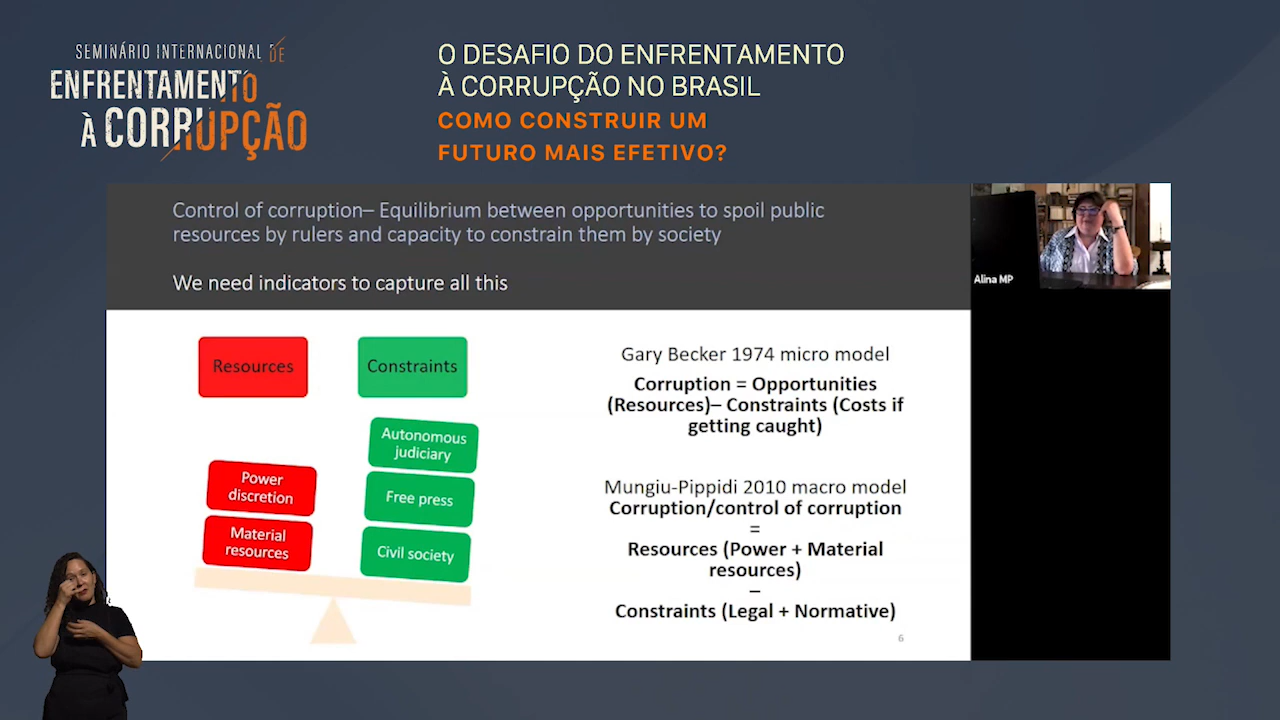 SEMINÁRIO INTERNACIONAL DE
ENFRENTAMENTO
À CORRUPÇÃO
O DESAFIO DO ENFRENTAMENTO
À CORRUPÇÃO NO BRASIL
COMO CONSTRUIR UM
FUTURO MAIS EFETIVO?
Control of corruption– Equilibrium between opportunities to spoil public
resources by rulers and capacity to constrain them by society
We need indicators to capture all this
Resources
Constraints
Autonomous
judiciary
Power
discretion
Free press
Material
resources
Civil society
Gary Becker 1974 micro model
Corruption = Opportunities
(Resources)– Constraints (Costs if
getting caught)
Mungiu-Pippidi 2010 macro model
Corruption/control of corruption
=
Resources (Power + Material
resources)
–
Constraints (Legal + Normative)
6
Alina MP